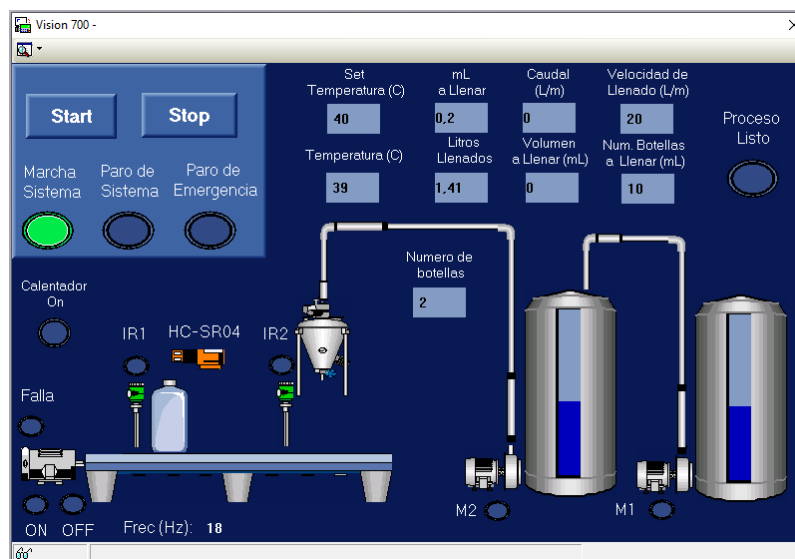 Vision 700 -
Start
Stop
Marcha
Sistema
Paro de
Sistema
Paro de
Emergencia
Set
Temperatura (C)
40
mL
a Llenar
0,2
Caudal
(L/m)
0
Velocidad de
Llenado (L/m)
20
Proceso
Listo
Temperatura (C)
39
Litros
Llenados
1,41
Volumen
a Llenar (mL)
0
Num. Botellas
a Llenar (mL)
10
Numero de
botellas
2
Calentador
On
IR1
HC-SR04
IR2
Falla
ON
OFF
Frec (Hz): 18
M2
M1